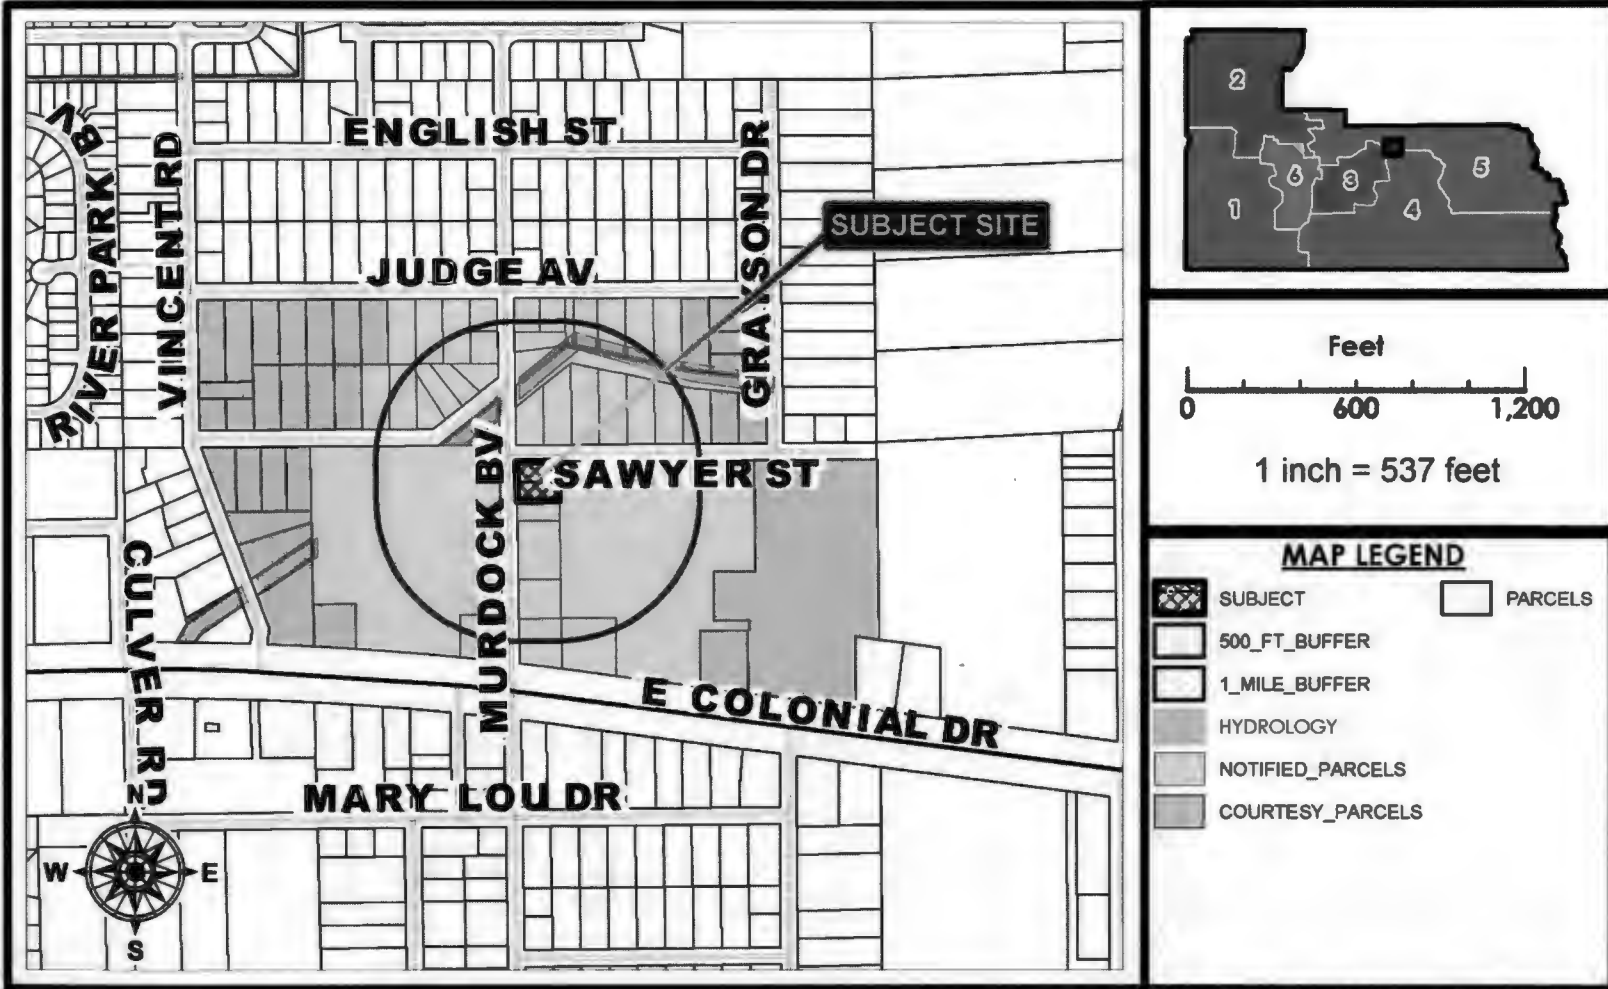 ENGLISH ST
RIVER PARK BV
VINCENT RD
GRAYSON DR
SUBJECT SITE
JUDGE AV
SAWYER ST
MURDOCK BV
CULVER RD
E COLONIAL DR
MARY LOU DR
N
W
E
S
2
6
3
5
1
4
Feet
0
600
1,200
1 inch = 537 feet
MAP LEGEND
SUBJECT
PARCELS
500_FT_BUFFER
1_MILE_BUFFER
HYDROLOGY
NOTIFIED_PARCELS
COURTESY_PARCELS